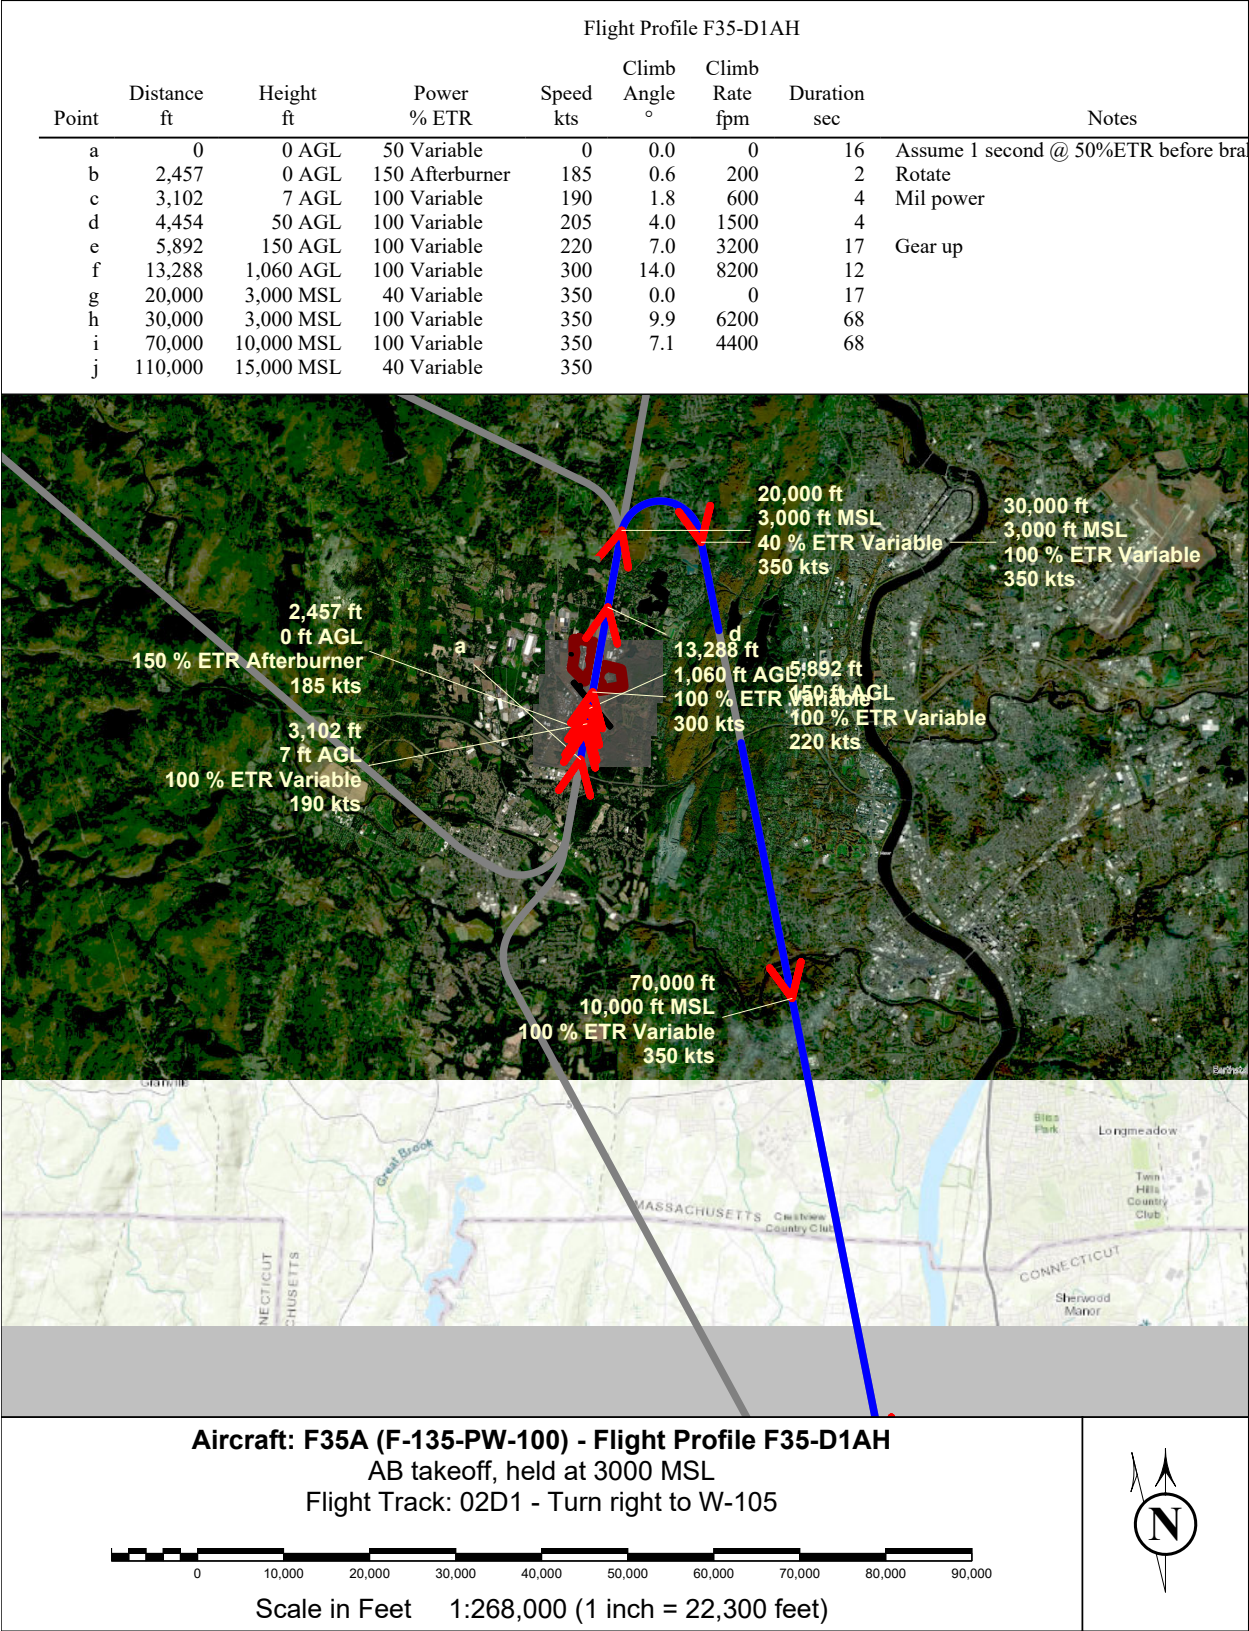 Flight Profile F35-D1AH
Climb Climb
Distance Height Power Speed Angle Rate Duration
Point ft ft % ETR kts ° fpm sec Notes
a 0 0 AGL 50 Variable 0 0.0 0 16 Assume 1 second @ 50%ETR before
b 2,457 0 AGL 150 Afterburner 185 0.6 200 2 Rotate
c 3,102 7 AGL 100 Variable 190 1.8 600 4 Mil power
d 4,454 50 AGL 100 Variable 205 4.0 1500 4
e 5,892 150 AGL 100 Variable 220 7.0 3200 17 Gear up
f 13,288 1,060 AGL 100 Variable 300 14.0 8200 12
g 20,000 3,000 MSL 40 Variable 350 0.0 0 17
h 30,000 3,000 MSL 100 Variable 350 9.9 6200 68
i 70,000 10,000 MSL 100 Variable 350 7.1 4400 68
j 110,000 15,000 MSL 40 Variable 350
20,000 ft
3,000 ft MSL
40 % ETR Variable
350 kts
30,000 ft
3,000 ft MSL
100 % ETR Variable
350 kts
2,457 ft
0 ft AGL
150 % ETR Afterburner
185 kts
a
d
13,288 ft
1,060 ft AGL
100 % ETR Variable
300 kts
5,892 ft
150 ft AGL
100 % ETR Variable
220 kts
3,102 ft
7 ft AGL
100 % ETR Variable
190 kts
70,000 ft
10,000 ft MSL
100 % ETR Variable
350 kts
Granville
Great Brook
Bliss
Park
Longmeadow
Twin
Hills
Country
Club
MASSACHUSETTS
Crestview
Country Club
CONNECTICUT
Sherwood
Manor
NECTICUT
CHUSETTS
Aircraft: F35A (F-135-PW-100) - Flight Profile F35-D1AH
AB takeoff, held at 3000 MSL
Flight Track: 02D1 - Turn right to W-105
0 10,000 20,000 30,000 40,000 50,000 60,000 70,000 80,000 90,000
Scale in Feet 1:268,000 (1 inch = 22,300 feet)
N